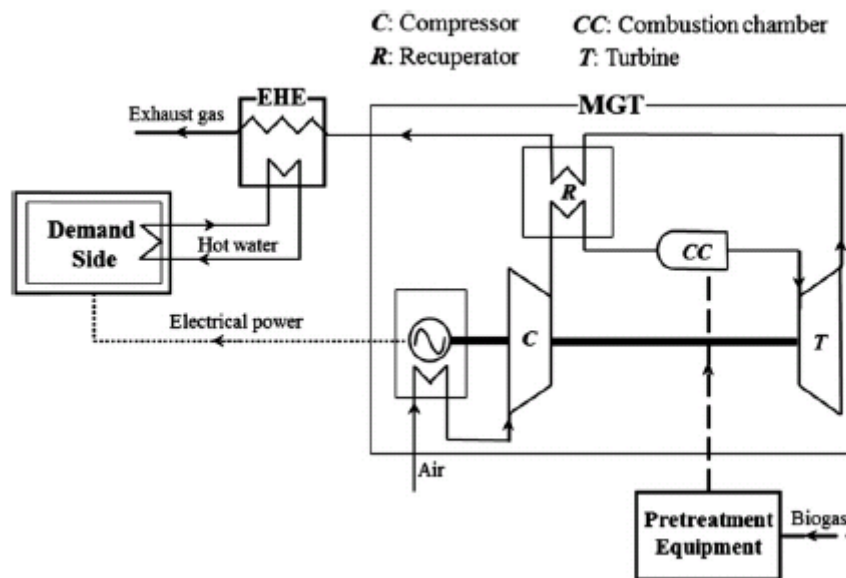 C: Compressor CC: Combustion chamber
R: Recuperator T: Turbine
EHE
MGT
Exhaust gas
R
Demand
Side
Hot water
CC
Electrical power
C
T
Air
Pretreatment
Equipment
Biogas